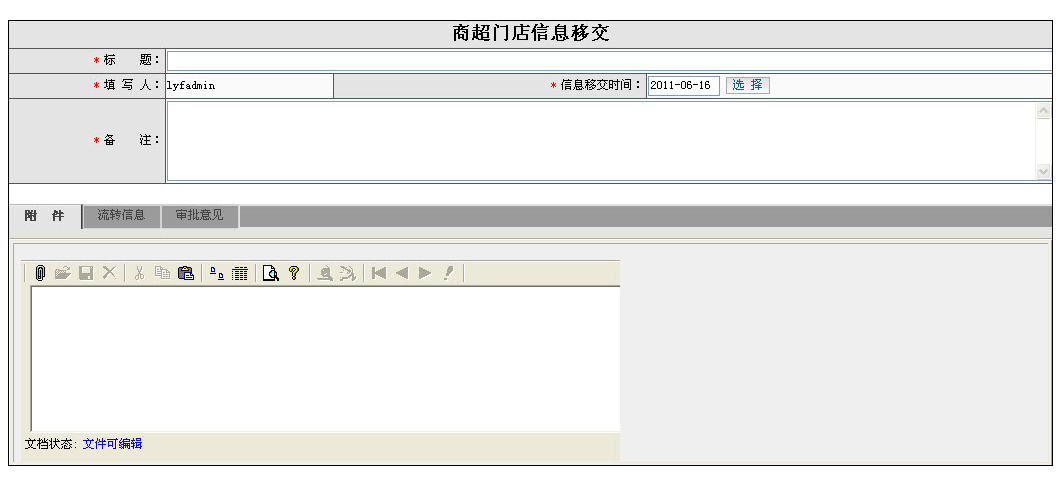 商超门店信息移交
*标 题：
*填 写 人：lyfadmin *信息移交时间：2011-06-16 选 择
*备 注：
附 件 流转信息 审批意见
文档状态: 文件可编辑